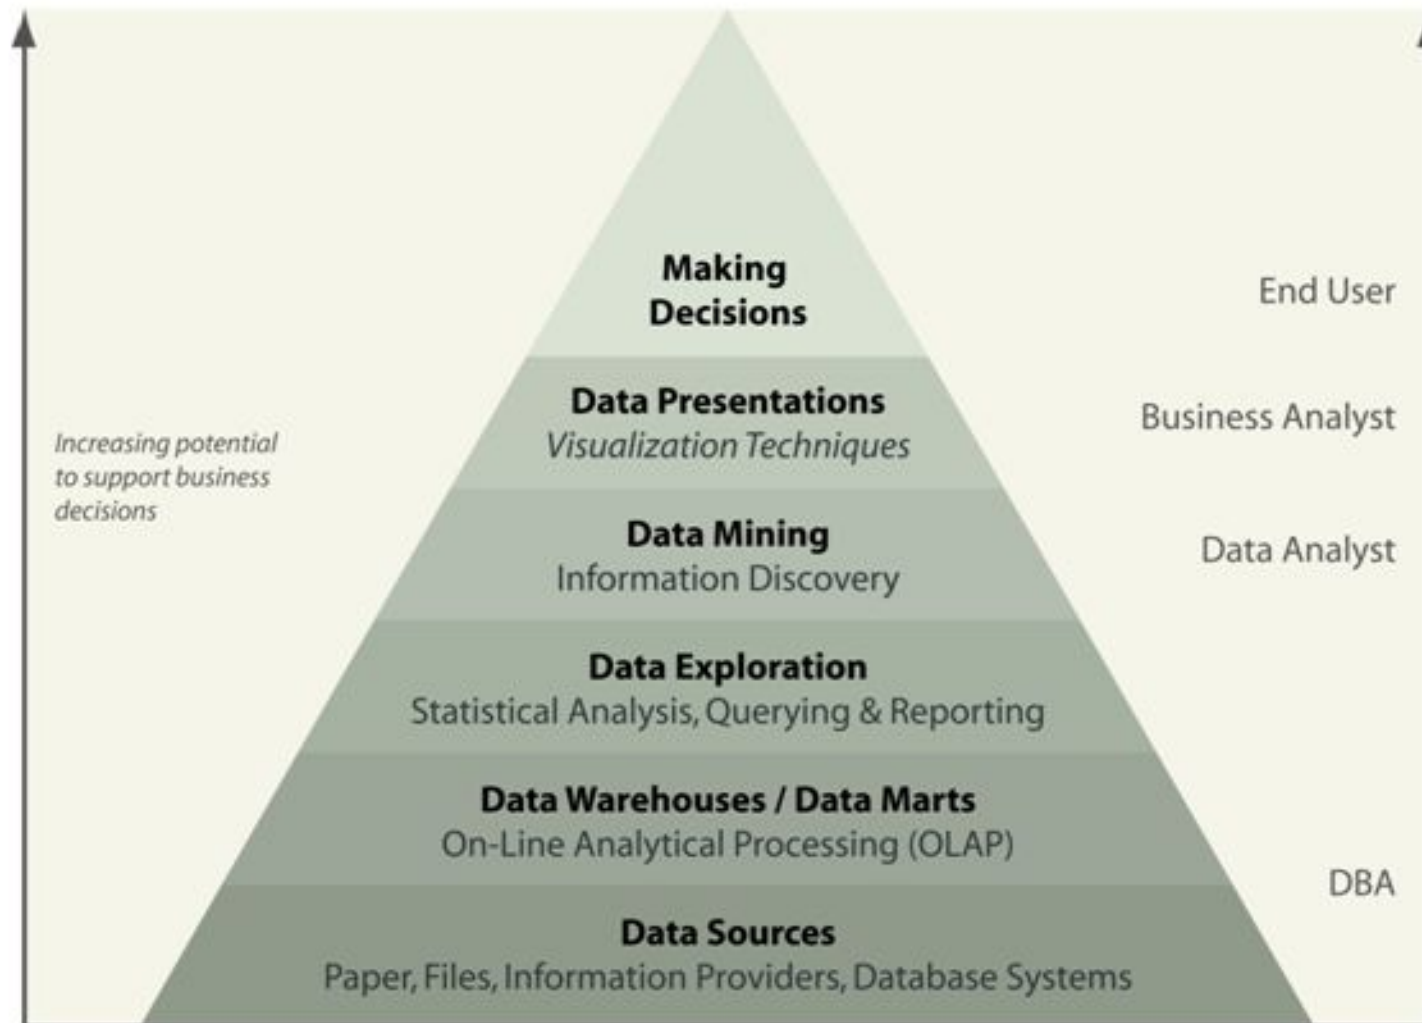 Making
Decisions
End User
Data Presentations
Visualization Techniques
Business Analyst
Increasing potential
to support business
decisions
Data Mining
Information Discovery
Data Analyst
Data Exploration
Statistical Analysis, Querying & Reporting
Data Warehouses / Data Marts
On-Line Analytical Processing (OLAP)
DBA
Data Sources
Paper, Files, Information Providers, Database Systems